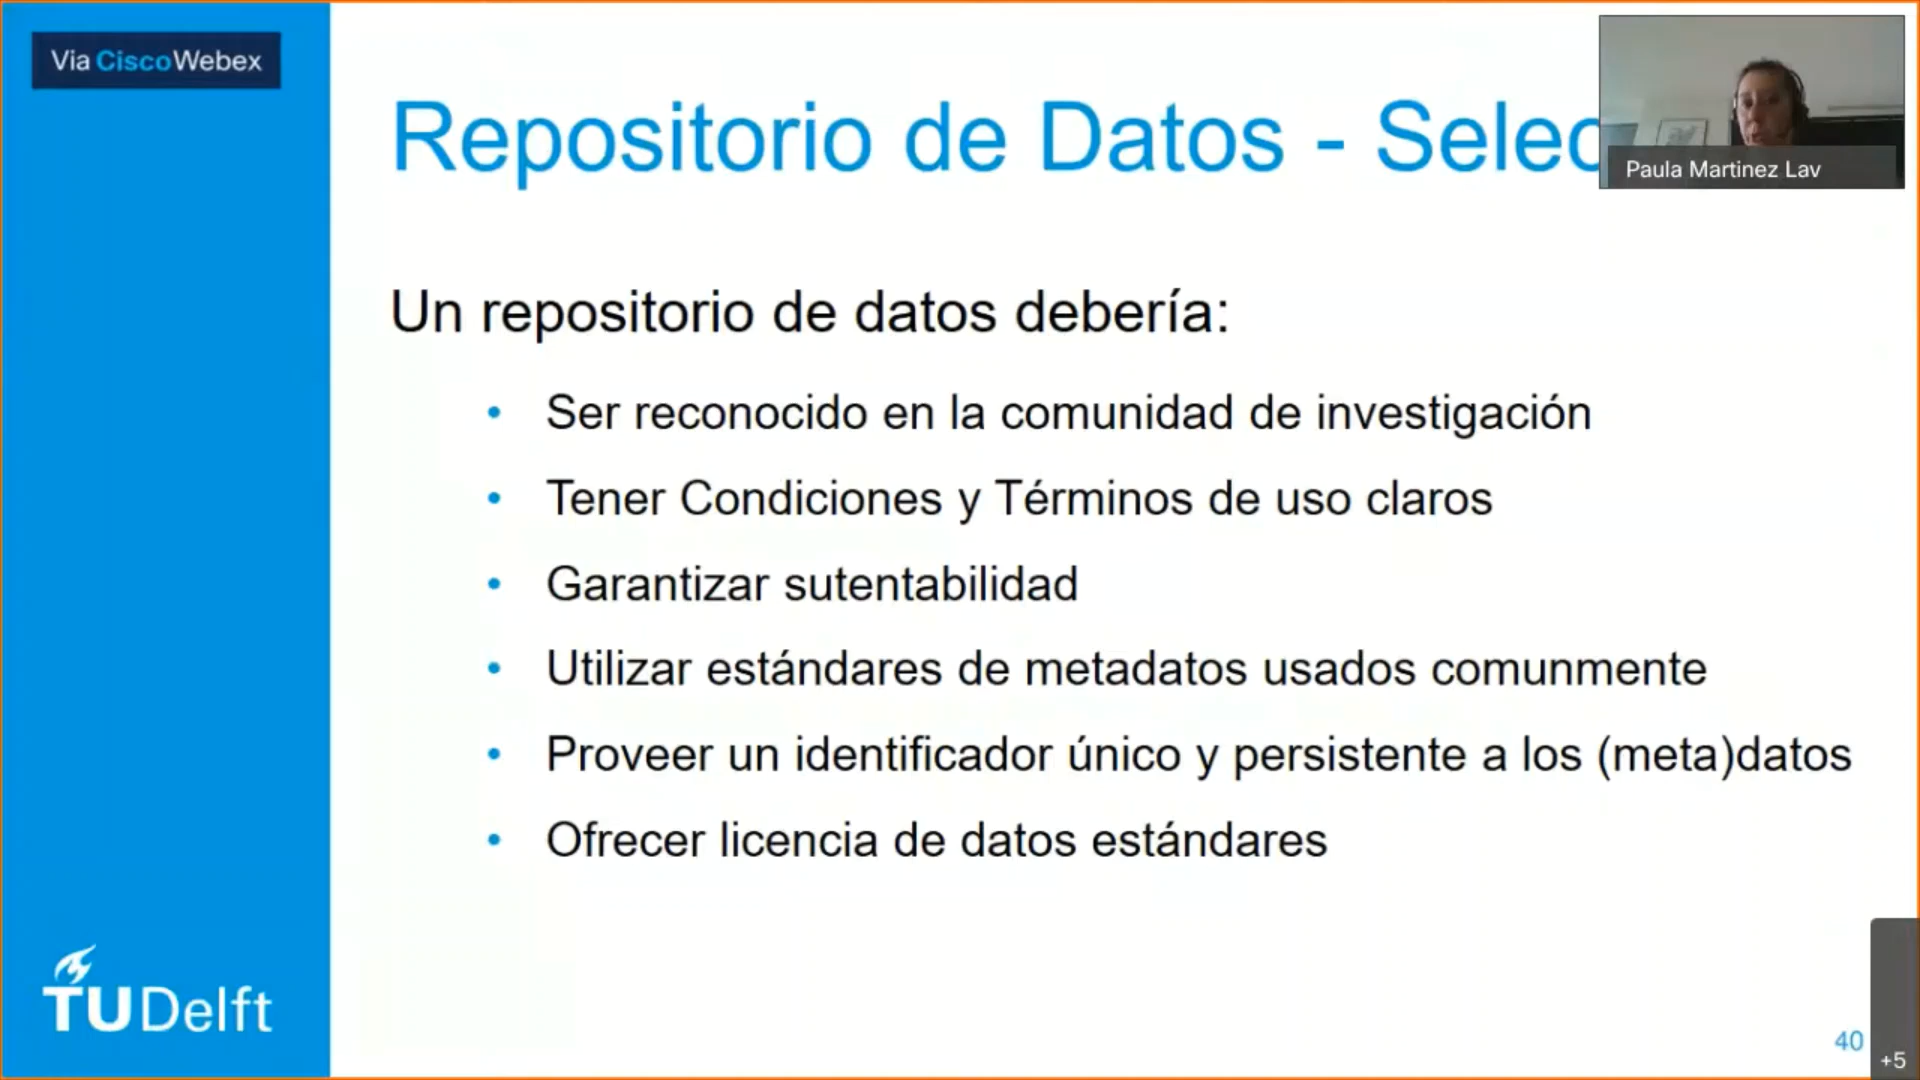 Via CiscoWebex
Repositorio de Datos - Selec
Paula Martinez Lav
Un repositorio de datos debería:
• Ser reconocido en la comunidad de investigación
• Tener Condiciones y Términos de uso claros
• Garantizar sutentabilidad
• Utilizar estándares de metadatos usados comunmente
• Proveer un identificador único y persistente a los (meta)datos
• Ofrecer licencia de datos estándares
TUDelft
40
+5